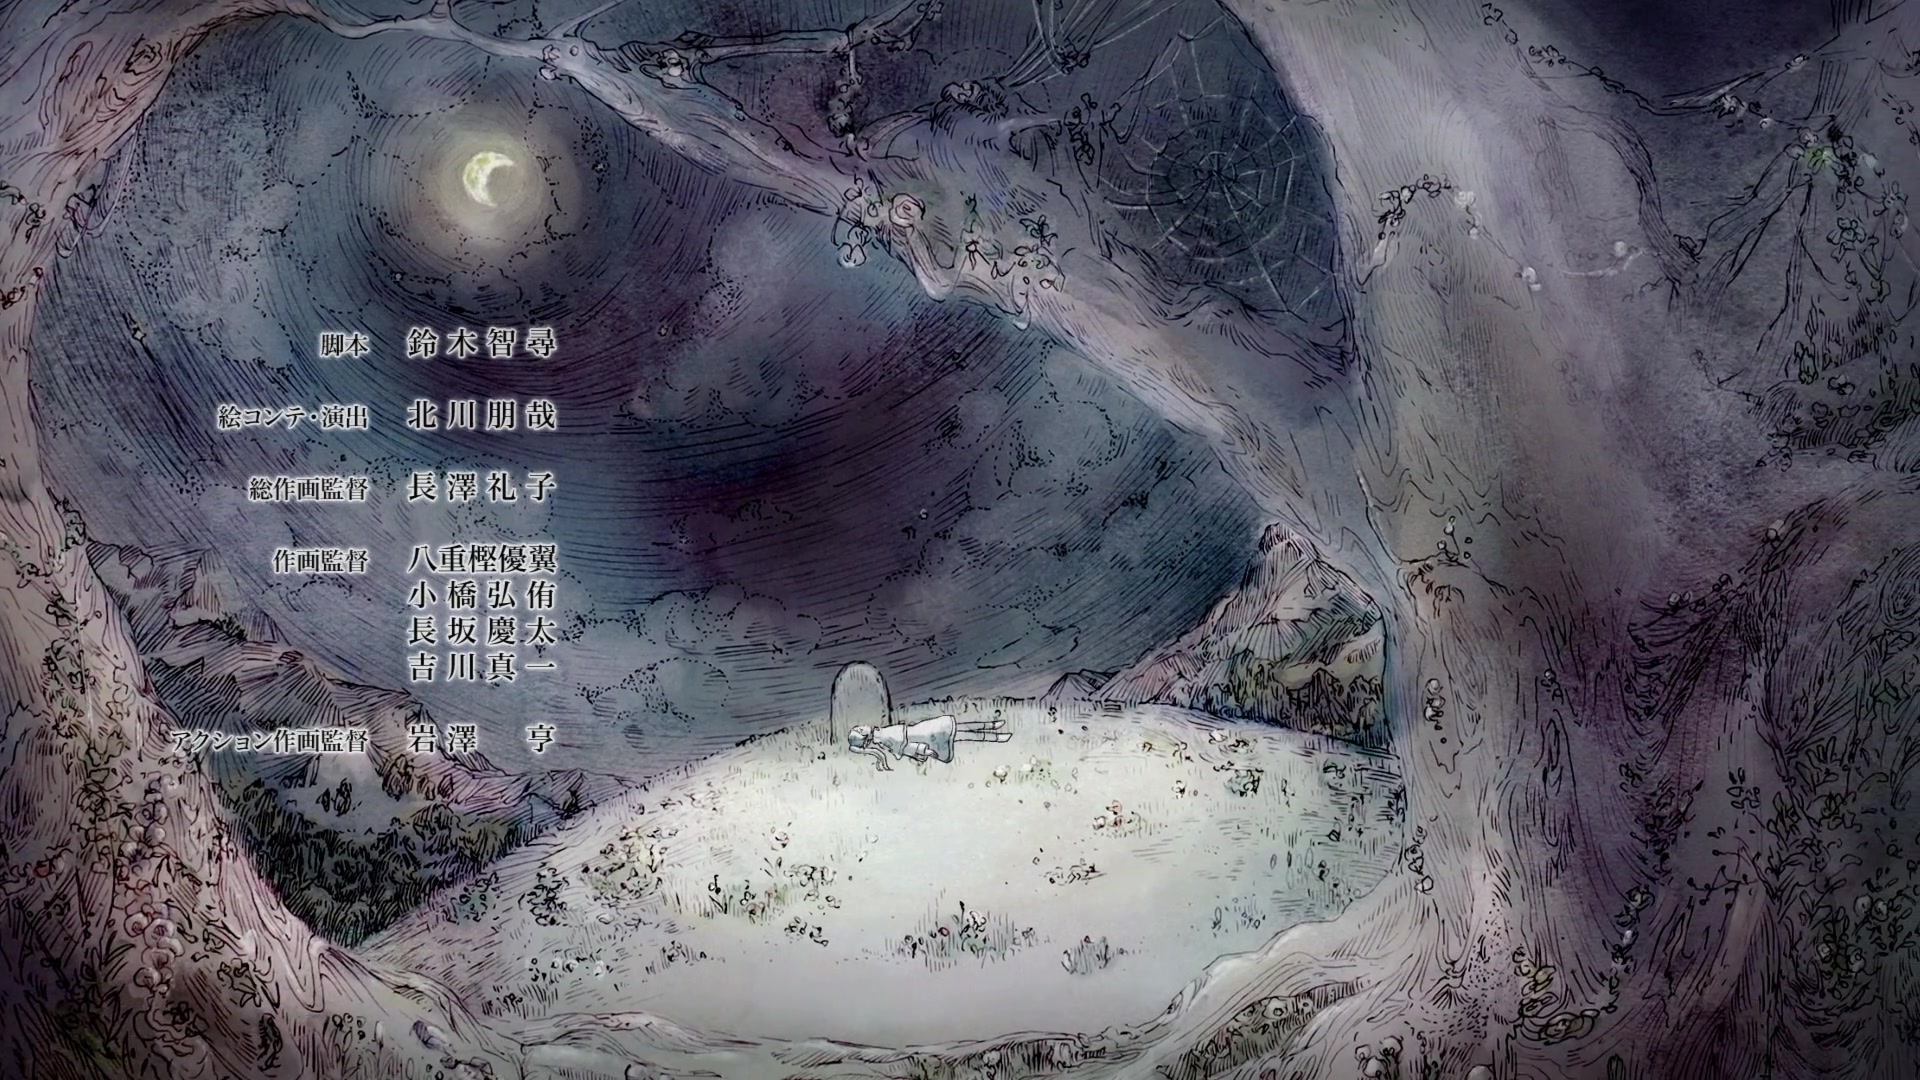 脚本 鈴木智尋
絵コンテ・演出 北川朋哉
総作画監督 長澤礼子
作画監督 八重樫優翼
小橋弘侑
長坂慶太
吉川真一
アクション作画監督 岩澤 亨